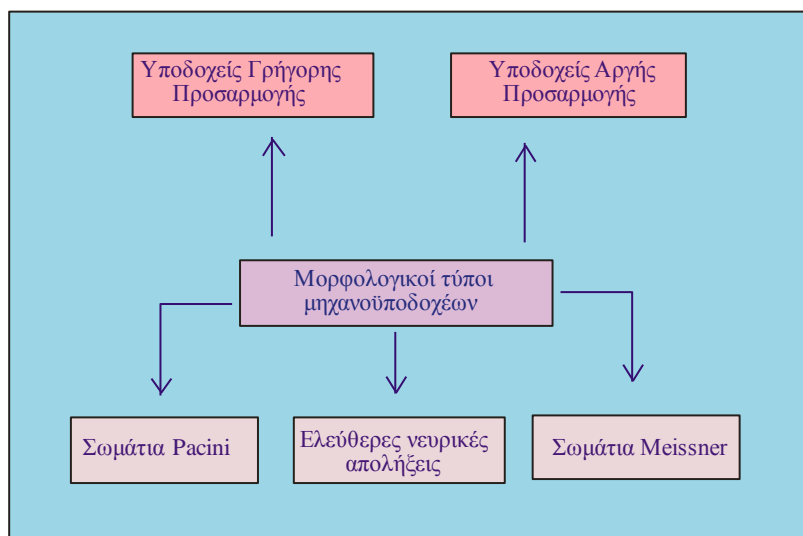 Υποδοχείς Γρήγορης
Προσαρμογής
Υποδοχείς Αργής
Προσαρμογής
Μορφολογικοί τύποι
μηχανοϋποδοχέων
Σωμάτια Pacini
Ελεύθερες νευρικές
απολήξεις
Σωμάτια Meissner